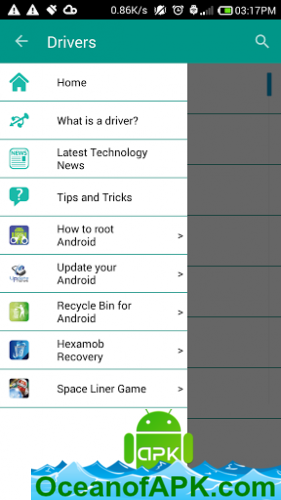 0.86K/s 03:17PM
Drivers
Home
What is a driver?
NEWS
Latest Technology
News
Tips and Tricks
How to root
Android
>
Update your
Android
>
Recycle Bin for
Android
>
Hexamob
Recovery
>
Space Liner Game
>
APK
OceanofAPK.com